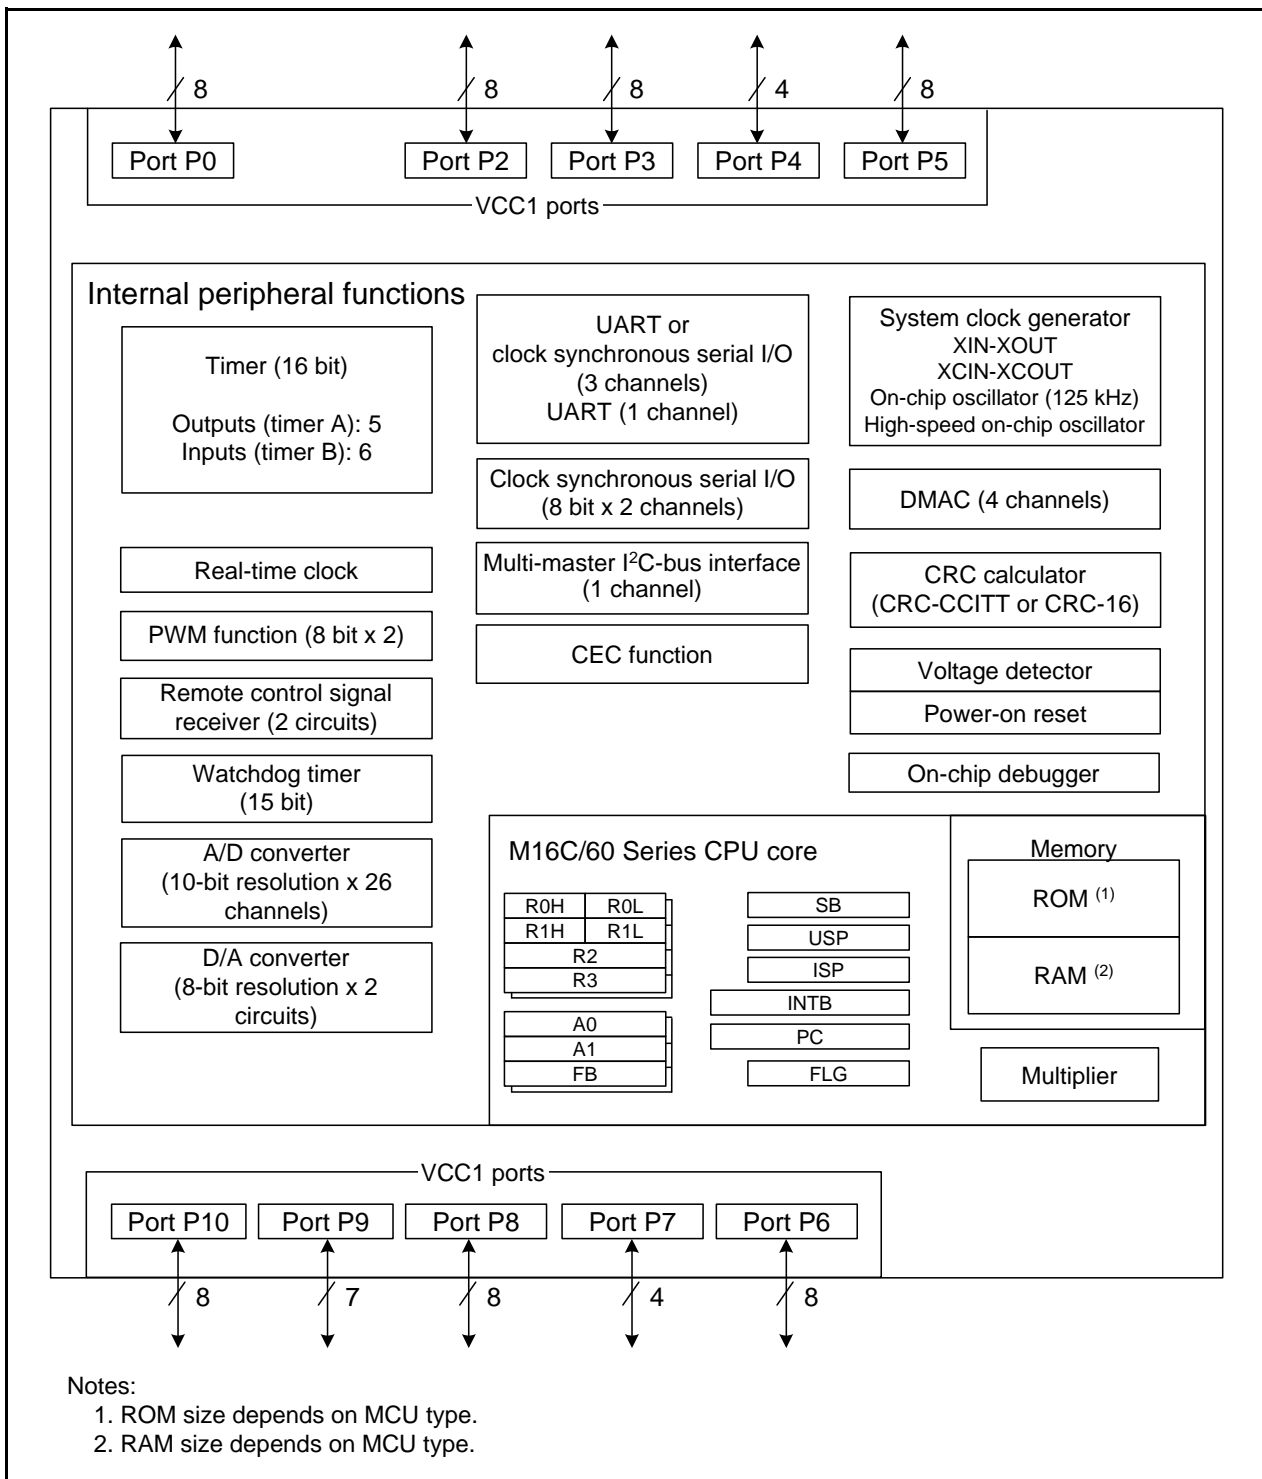 8
8
8
4
8
Port P0
Port P2
Port P3
Port P4
Port P5
VCC1 ports
Internal peripheral functions
Timer (16 bit)
Outputs (timer A): 5
Inputs (timer B): 6
Real-time clock
PWM function (8 bit x 2)
Remote control signal
receiver (2 circuits)
Watchdog timer
(15 bit)
A/D converter
(10-bit resolution x 26
channels)
D/A converter
(8-bit resolution x 2
circuits)
UART or
clock synchronous serial I/O
(3 channels)
UART (1 channel)
Clock synchronous serial I/O
(8 bit x 2 channels)
Multi-master I²C-bus interface
(1 channel)
CEC function
System clock generator
XIN-XOUT
XCIN-XCOUT
On-chip oscillator (125 kHz)
High-speed on-chip oscillator
DMAC (4 channels)
CRC calculator
(CRC-CCITT or CRC-16)
Voltage detector
Power-on reset
On-chip debugger
M16C/60 Series CPU core
R0H
R0L
R1H
R1L
R2
R3
A0
A1
FB
SB
USP
ISP
INTB
PC
FLG
Memory
ROM (1)
RAM (2)
Multiplier
VCC1 ports
Port P10
Port P9
Port P8
Port P7
Port P6
8
7
8
4
8
Notes:
1. ROM size depends on MCU type.
2. RAM size depends on MCU type.